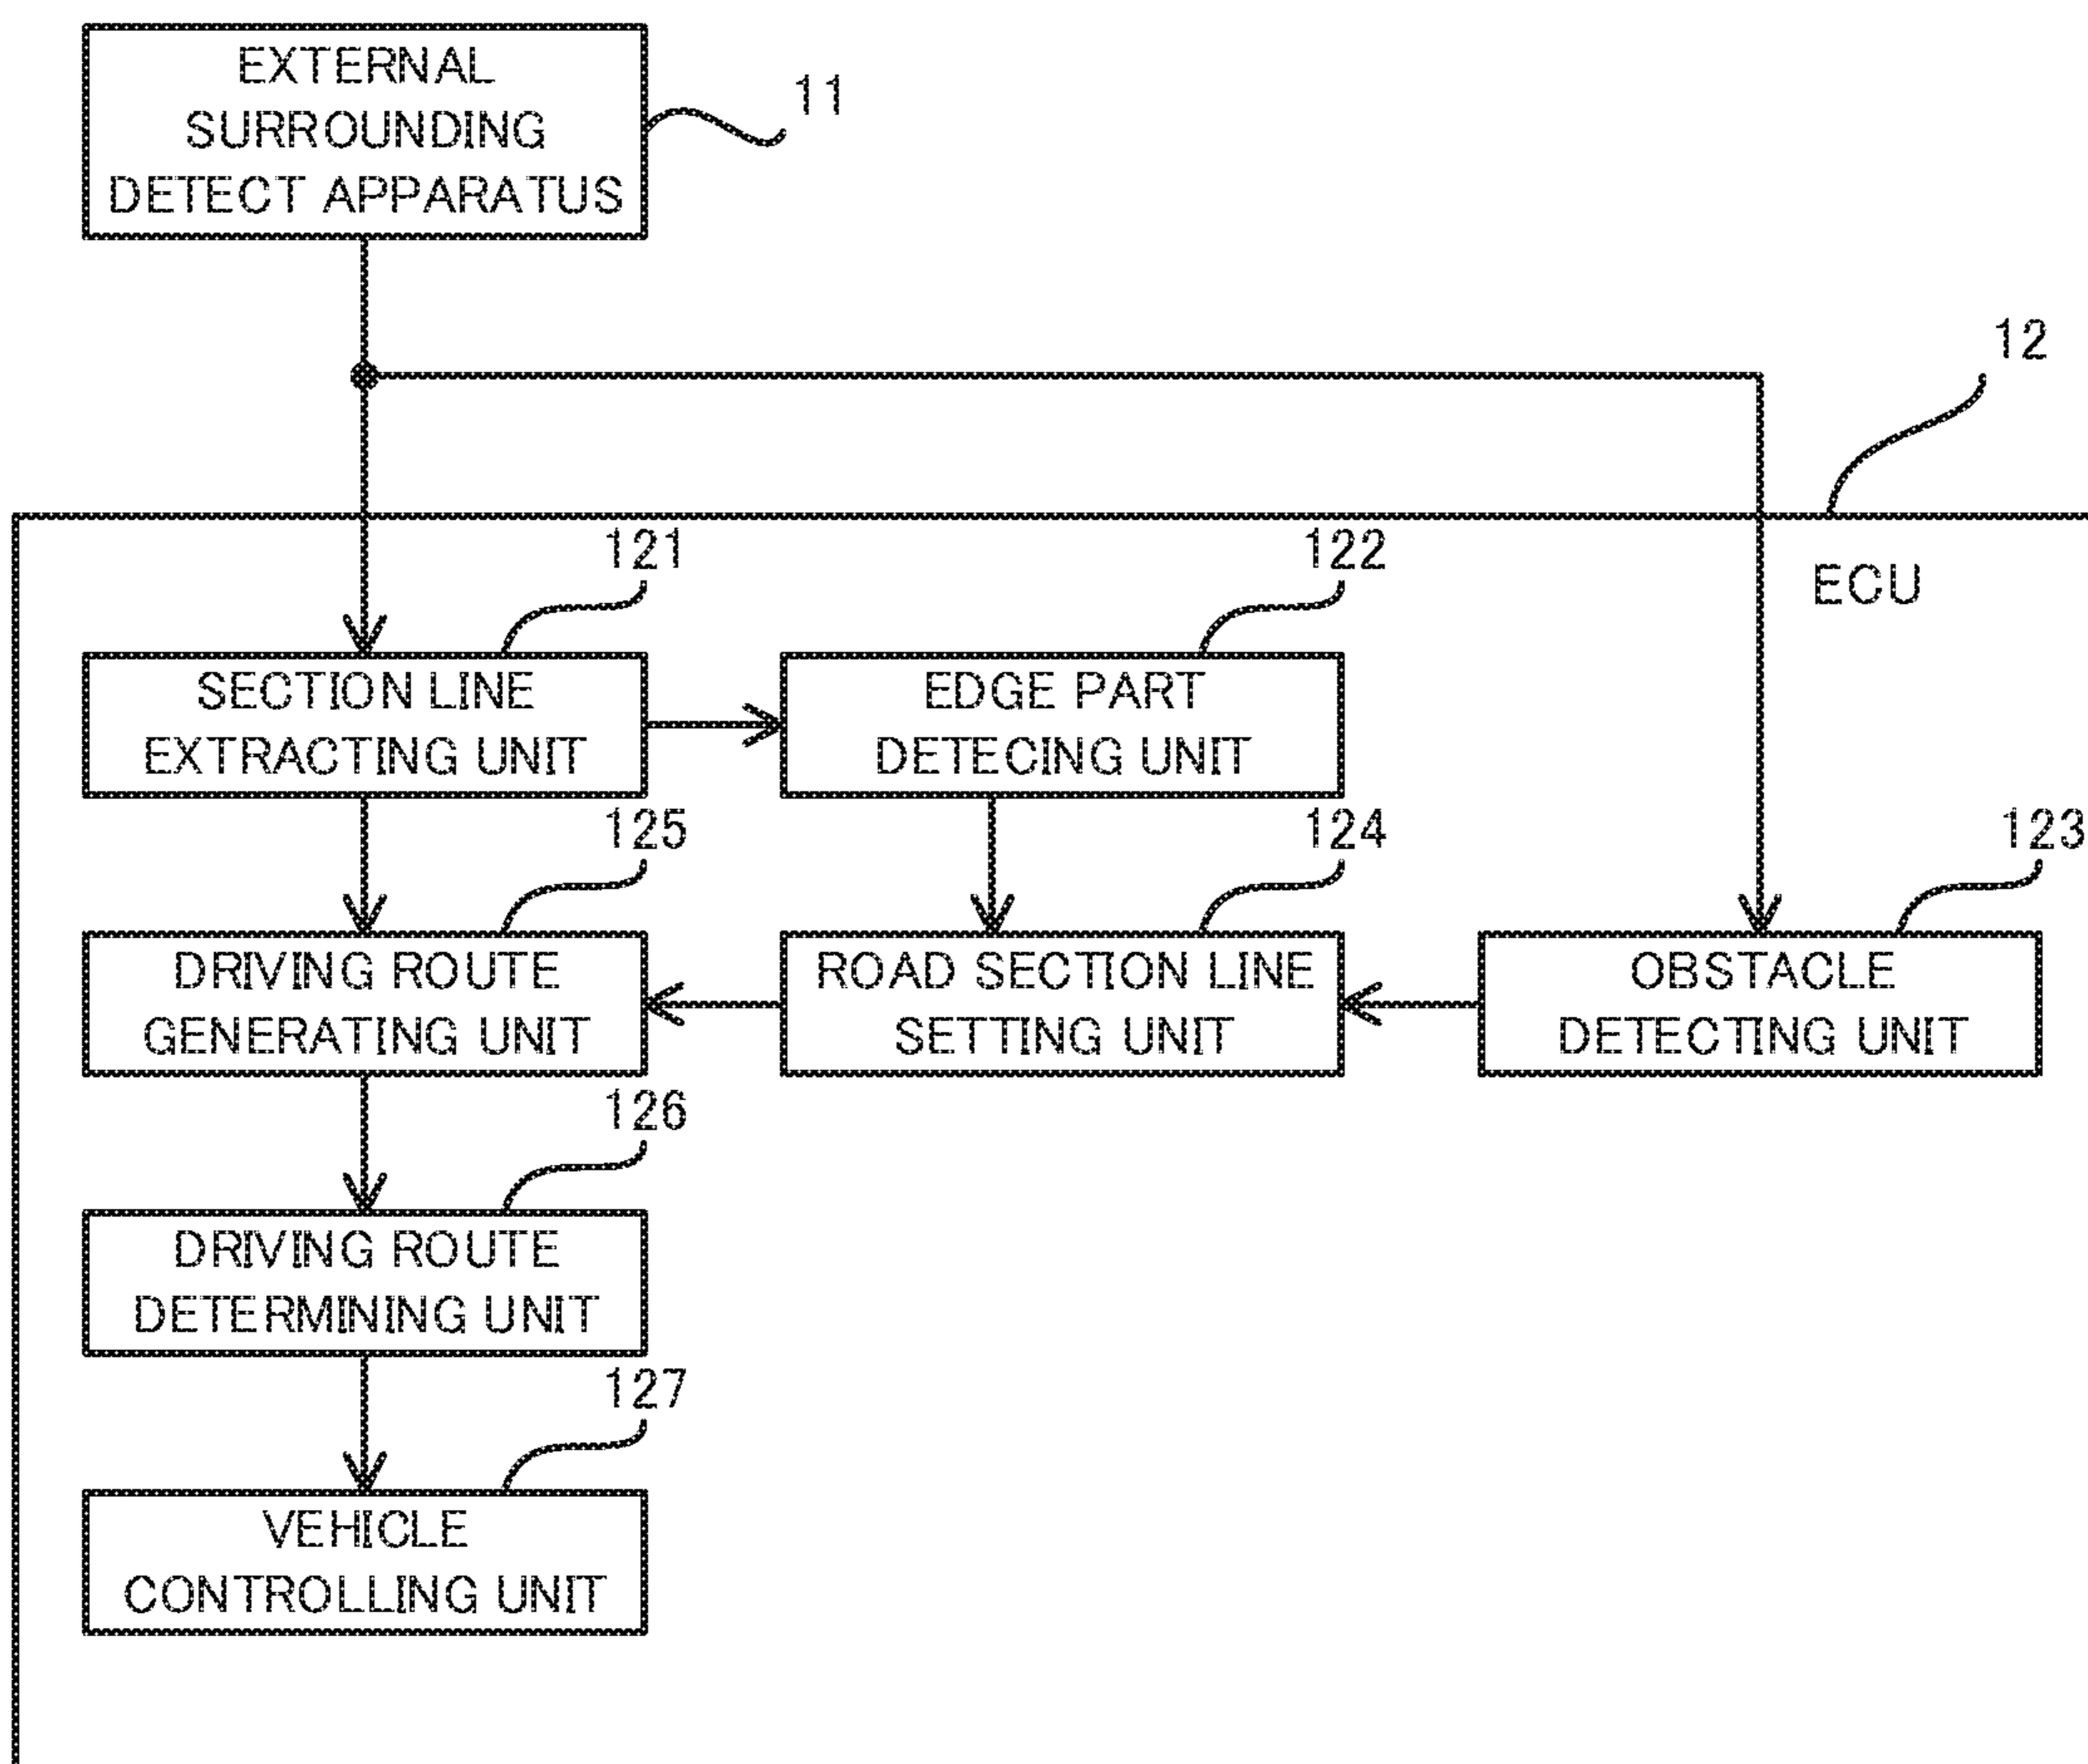 EXTERNAL
SURROUNDING
DETECT APPARATUS
11
12
ECU
121
SECTION LINE
EXTRACTING UNIT
122
EDGE PART
DETECING UNIT
125
DRIVING ROUTE
GENERATING UNIT
124
ROAD SECTION LINE
SETTING UNIT
123
OBSTACLE
DETECTING UNIT
126
DRIVING ROUTE
DETERMINING UNIT
127
VEHICLE
CONTROLLING UNIT